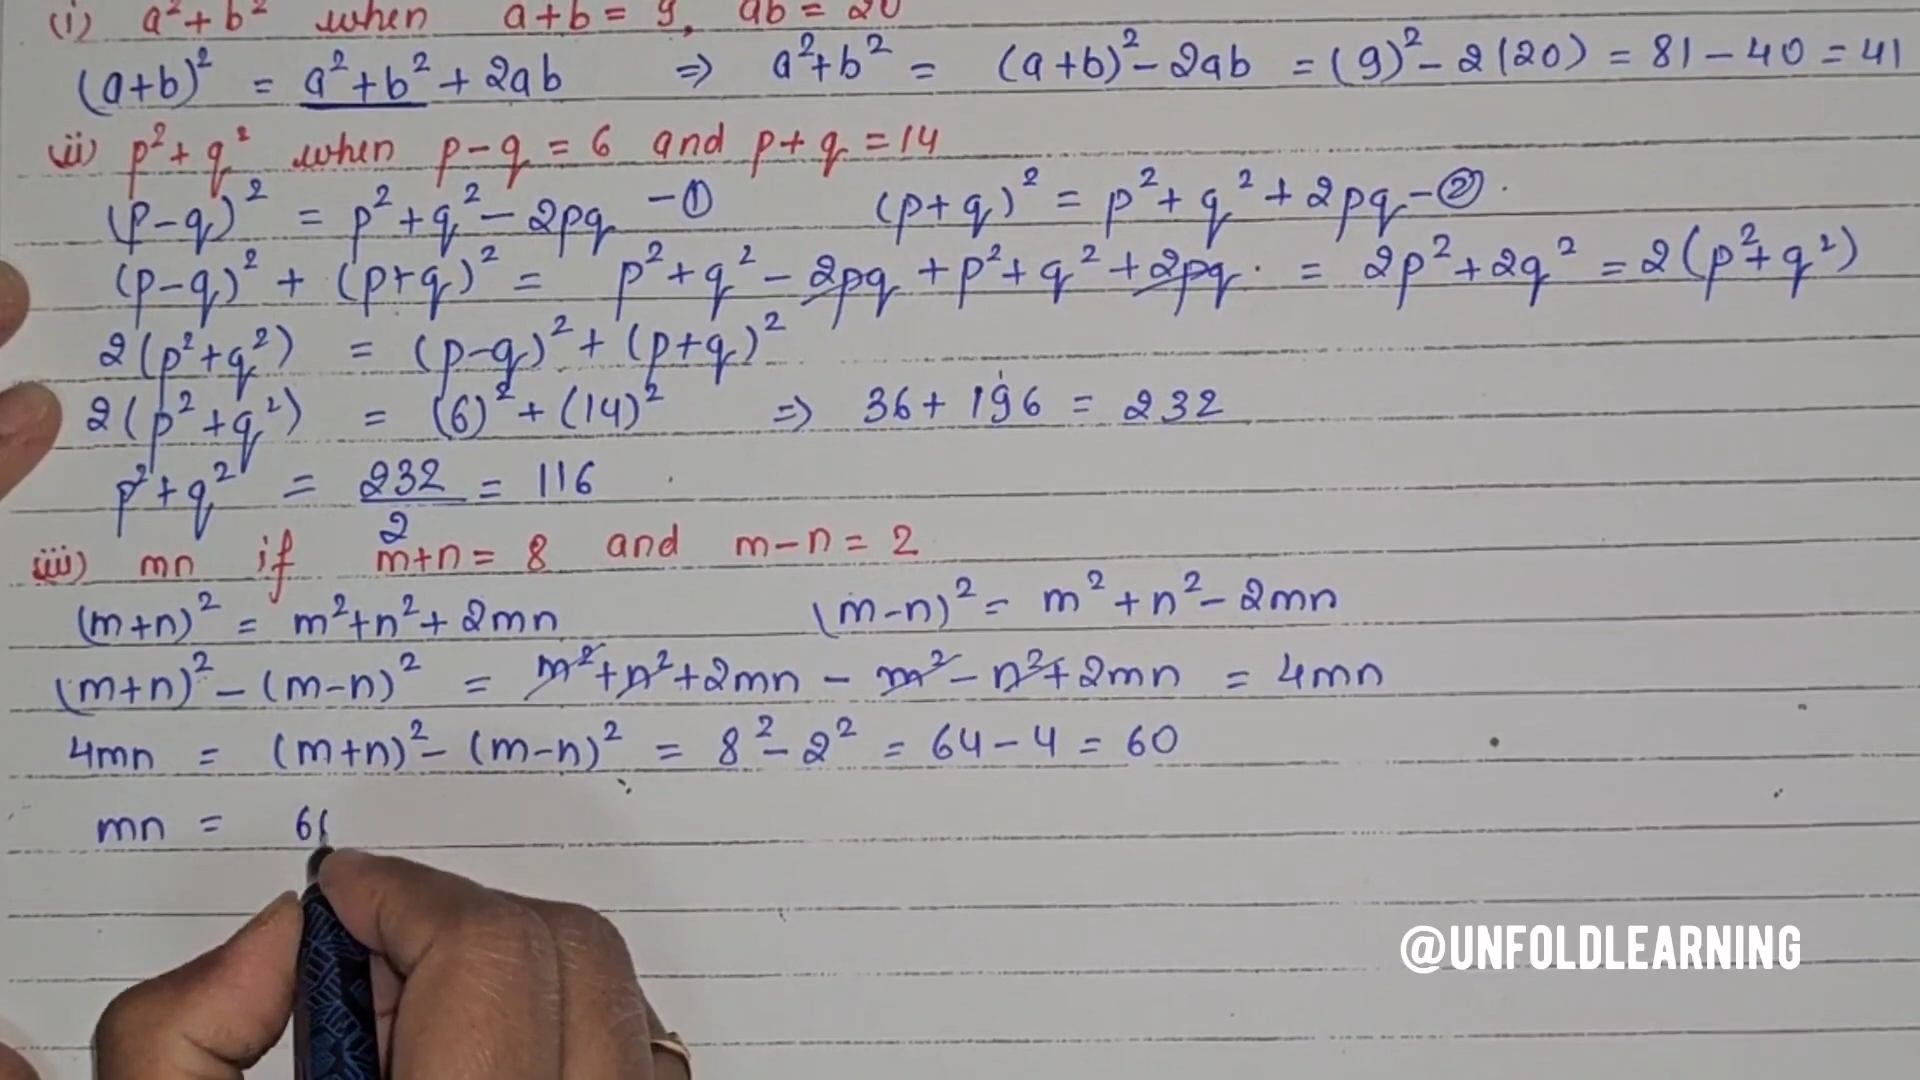 (i) a²+b² when a+b = 9, ab = 20
(a+b)² = a²+b² + 2ab ⇒ a²+b² = (a+b)² - 2ab = (9)² - 2(20) = 81 - 40 = 41
(ii) p²+q² when p-q = 6 and p+q = 14
(p-q)² = p²+q²-2pq -① (p+q)² = p²+q²+2pq-②
(p-q)² + (p+q)² = p²+q²-2pq+p²+q²+2pq = 2p²+2q² = 2(p²+q²)
2(p²+q²) = (p-q)²+(p+q)²
2(p²+q²) = (6)²+(14)² ⇒ 36+196 = 232
p²+q² = 232/2 = 116
(iii) mn if m+n = 8 and m-n = 2
(m+n)² = m²+n²+2mn (m-n)² = m²+n²-2mn
(m+n)²-(m-n)² = m²+n²+2mn - m²-n²+2mn = 4mn
4mn = (m+n)²-(m-n)² = 8²-2² = 64-4 = 60
mn = 6
@UNFOLDLEARNING